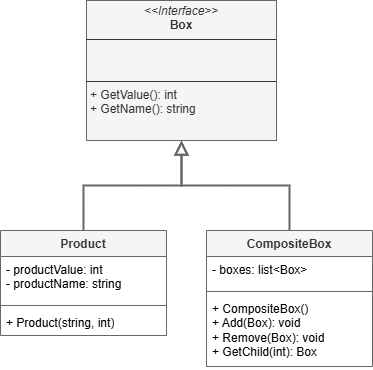 <<Interface>>
Box
+ GetValue(): int
+ GetName(): string
Product
- productValue: int
- productName: string
+ Product(string, int)
CompositeBox
- boxes: list<Box>
+ CompositeBox()
+ Add(Box): void
+ Remove(Box): void
+ GetChild(int): Box